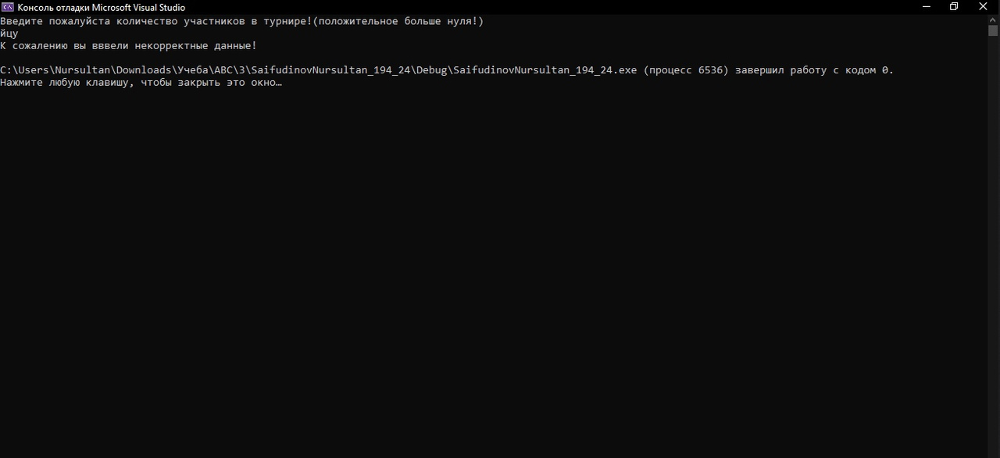 Консоль отладки Microsoft Visual Studio
Введите пожалуйста количество участников в турнире!(положительное больше нуля!)
йцу
К сожалению вы вввели некорректные данные!
C:\Users\Nursultan\Downloads\Учеба\АВС\3\SaifudinovNursultan_194_24\Debug\SaifudinovNursultan_194_24.exe (процесс 6536) завершил работу с кодом 0.
Нажмите любую клавишу, чтобы закрыть это окно…